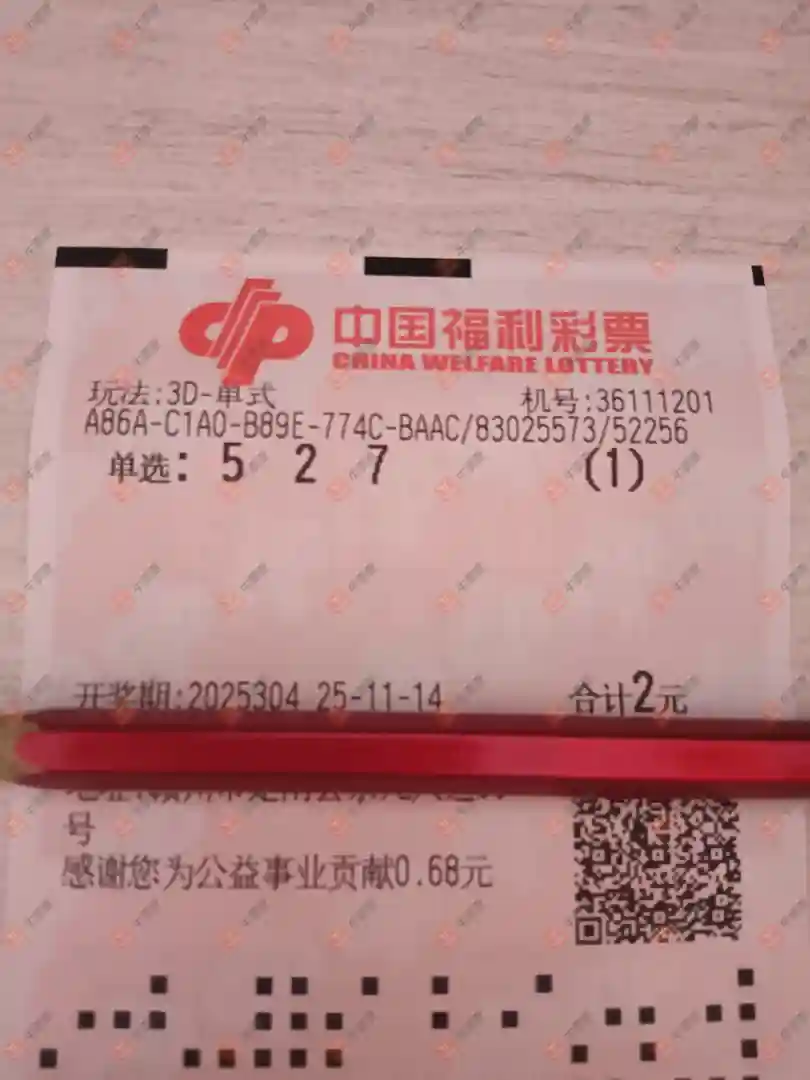 中国福利彩票
CHINA WELFARE LOTTERY
玩法:3D-单式 机号:36111201
A86A-C1A0-B89E-774C-BAAC/83025573/52256
单选: 5 2 7 (1)
开奖期:2025304 25-11-14 合计2元
号
感谢您为公益事业贡献0.68元